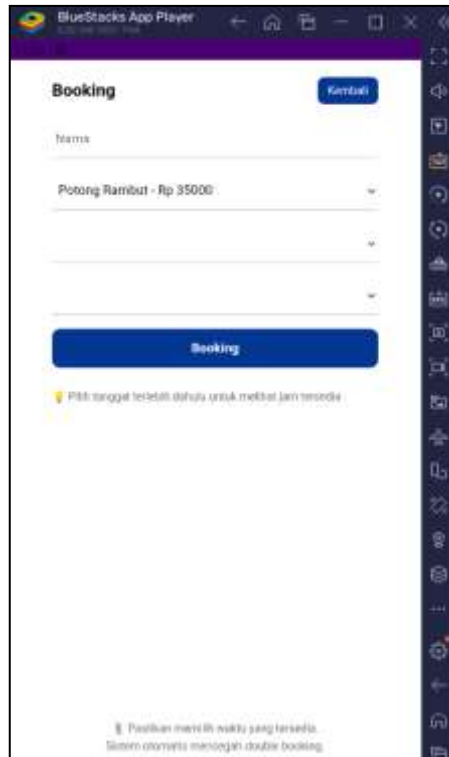 BlueStacks App Player
Booking
Kembali
Nama
Potong Rambut - Rp 35000
Booking
Pilih tanggal terlebih dahulu untuk melihat jam tersedia
Pastikan memilih waktu yang tersedia.
Sistem otomatis mencegah double booking.